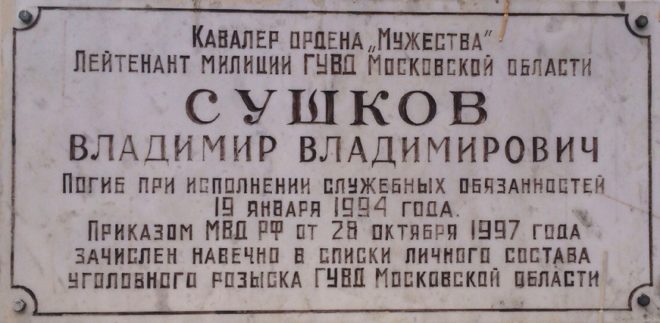 Кавалер ордена „Мужества"
Лейтенант милиции ГУВД Московской области
СУШКОВ
ВЛАДИМИР ВЛАДИМИРОВИЧ
Погиб при исполнении служебных обязанностей
19 января 1994 года.
Приказом МВД РФ от 28 октября 1997 года
зачислен навечно в списки личного состава
уголовного розыска ГУВД Московской области